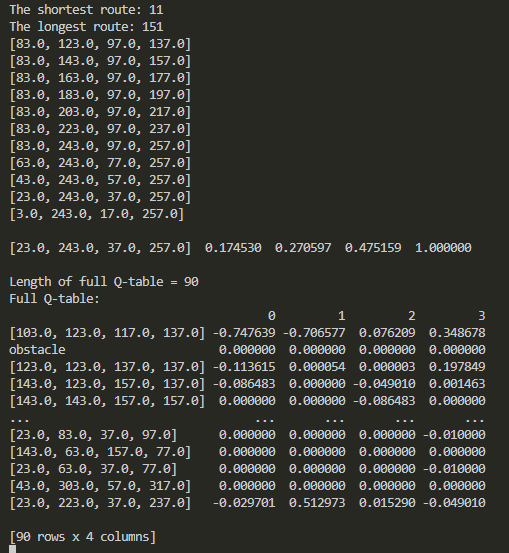 The shortest route: 11
The longest route: 151
[83.0, 123.0, 97.0, 137.0]
[83.0, 143.0, 97.0, 157.0]
[83.0, 163.0, 97.0, 177.0]
[83.0, 183.0, 97.0, 197.0]
[83.0, 203.0, 97.0, 217.0]
[83.0, 223.0, 97.0, 237.0]
[83.0, 243.0, 97.0, 257.0]
[63.0, 243.0, 77.0, 257.0]
[43.0, 243.0, 57.0, 257.0]
[23.0, 243.0, 37.0, 257.0]
[3.0, 243.0, 17.0, 257.0]
[23.0, 243.0, 37.0, 257.0]  0.174530  0.270597  0.475159  1.000000
Length of full Q-table = 90
Full Q-table:
0         1         2         3
[103.0, 123.0, 117.0, 137.0] -0.747639 -0.706577  0.076209  0.348678
obstacle                      0.000000  0.000000  0.000000  0.000000
[123.0, 123.0, 137.0, 137.0] -0.113615  0.000054  0.000003  0.197849
[143.0, 123.0, 157.0, 137.0] -0.086483  0.000000 -0.049010  0.001463
[143.0, 143.0, 157.0, 157.0]  0.000000  0.000000 -0.086483  0.000000
...                                ...       ...       ...       ...
[23.0, 83.0, 37.0, 97.0]      0.000000  0.000000  0.000000 -0.010000
[143.0, 63.0, 157.0, 77.0]    0.000000  0.000000  0.000000  0.000000
[23.0, 63.0, 37.0, 77.0]      0.000000  0.000000  0.000000 -0.010000
[43.0, 303.0, 57.0, 317.0]    0.000000  0.000000  0.000000  0.000000
[23.0, 223.0, 37.0, 237.0]   -0.029701  0.512973  0.015290 -0.049010
[90 rows x 4 columns]